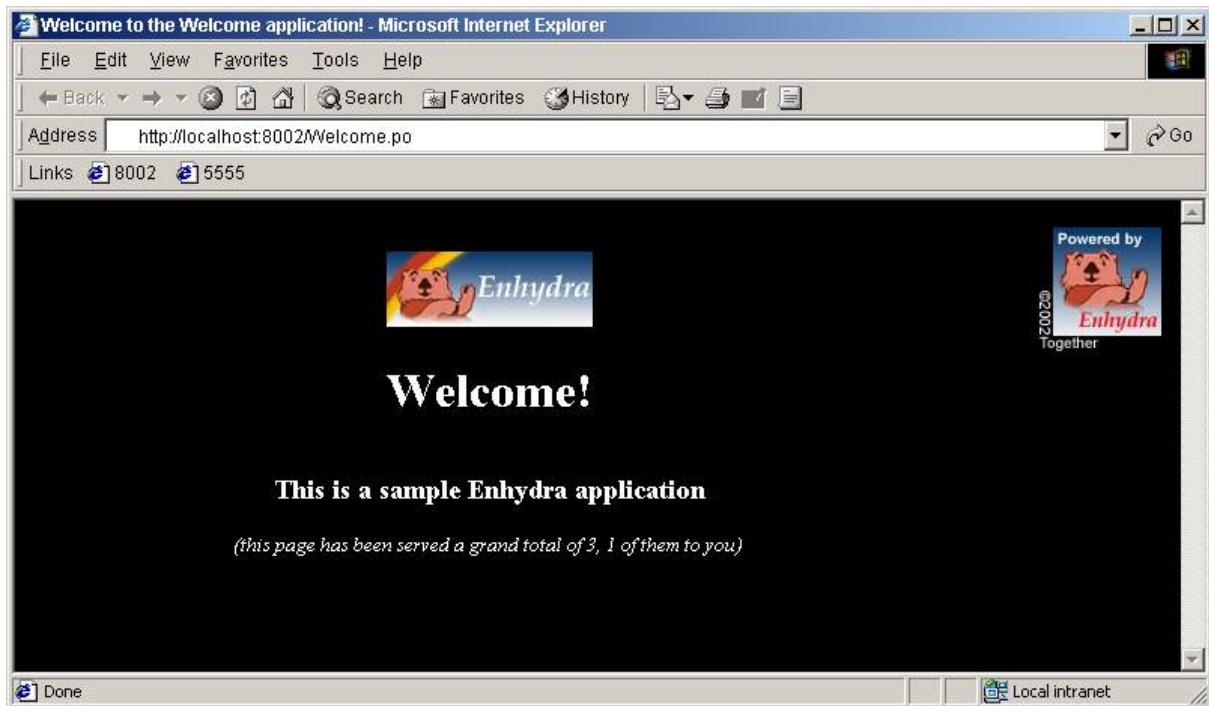 Welcome to the Welcome application! - Microsoft Internet Explorer
File Edit View Favorites Tools Help
Back Search Favorites History
Address http://localhost:8002/Welcome.po Go
Links 8002 5555
Enhydra
Powered by
Enhydra
©2002
Together
Welcome!
This is a sample Enhydra application
(this page has been served a grand total of 3, 1 of them to you)
Done Local intranet